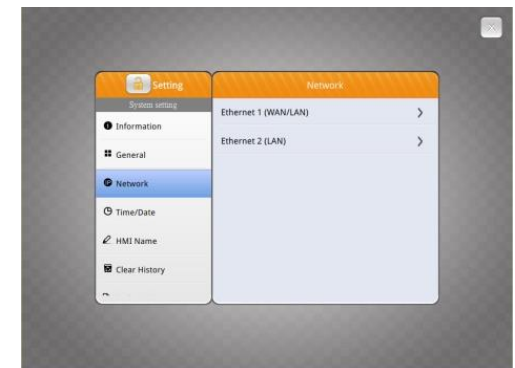 Setting
System setting
Information
General
Network
Time/Date
HMI Name
Clear History
Network
Ethernet 1 (WAN/LAN)
Ethernet 2 (LAN)